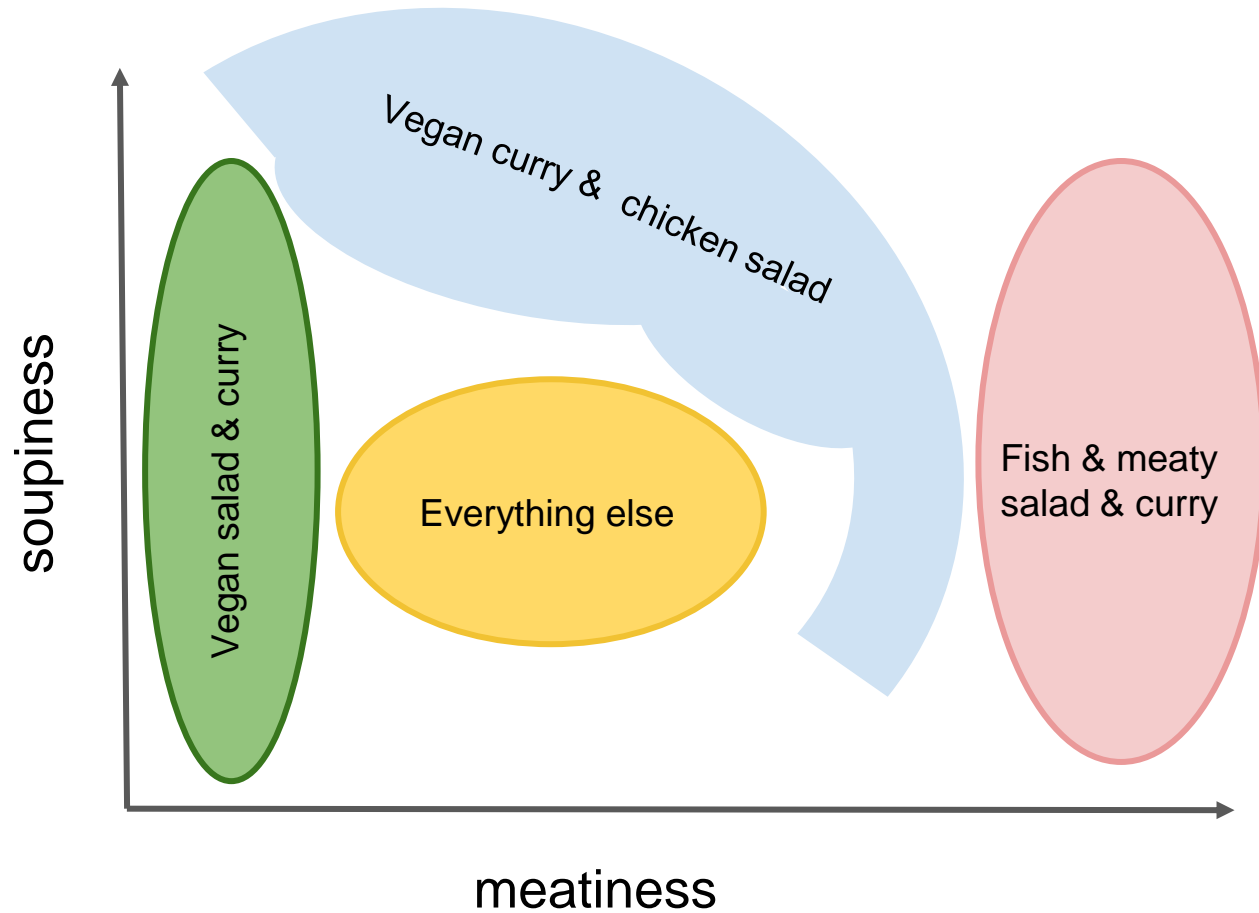 Vegan curry & chicken salad
soupiness
Vegan salad & curry
Everything else
Fish & meaty
salad & curry
meatiness